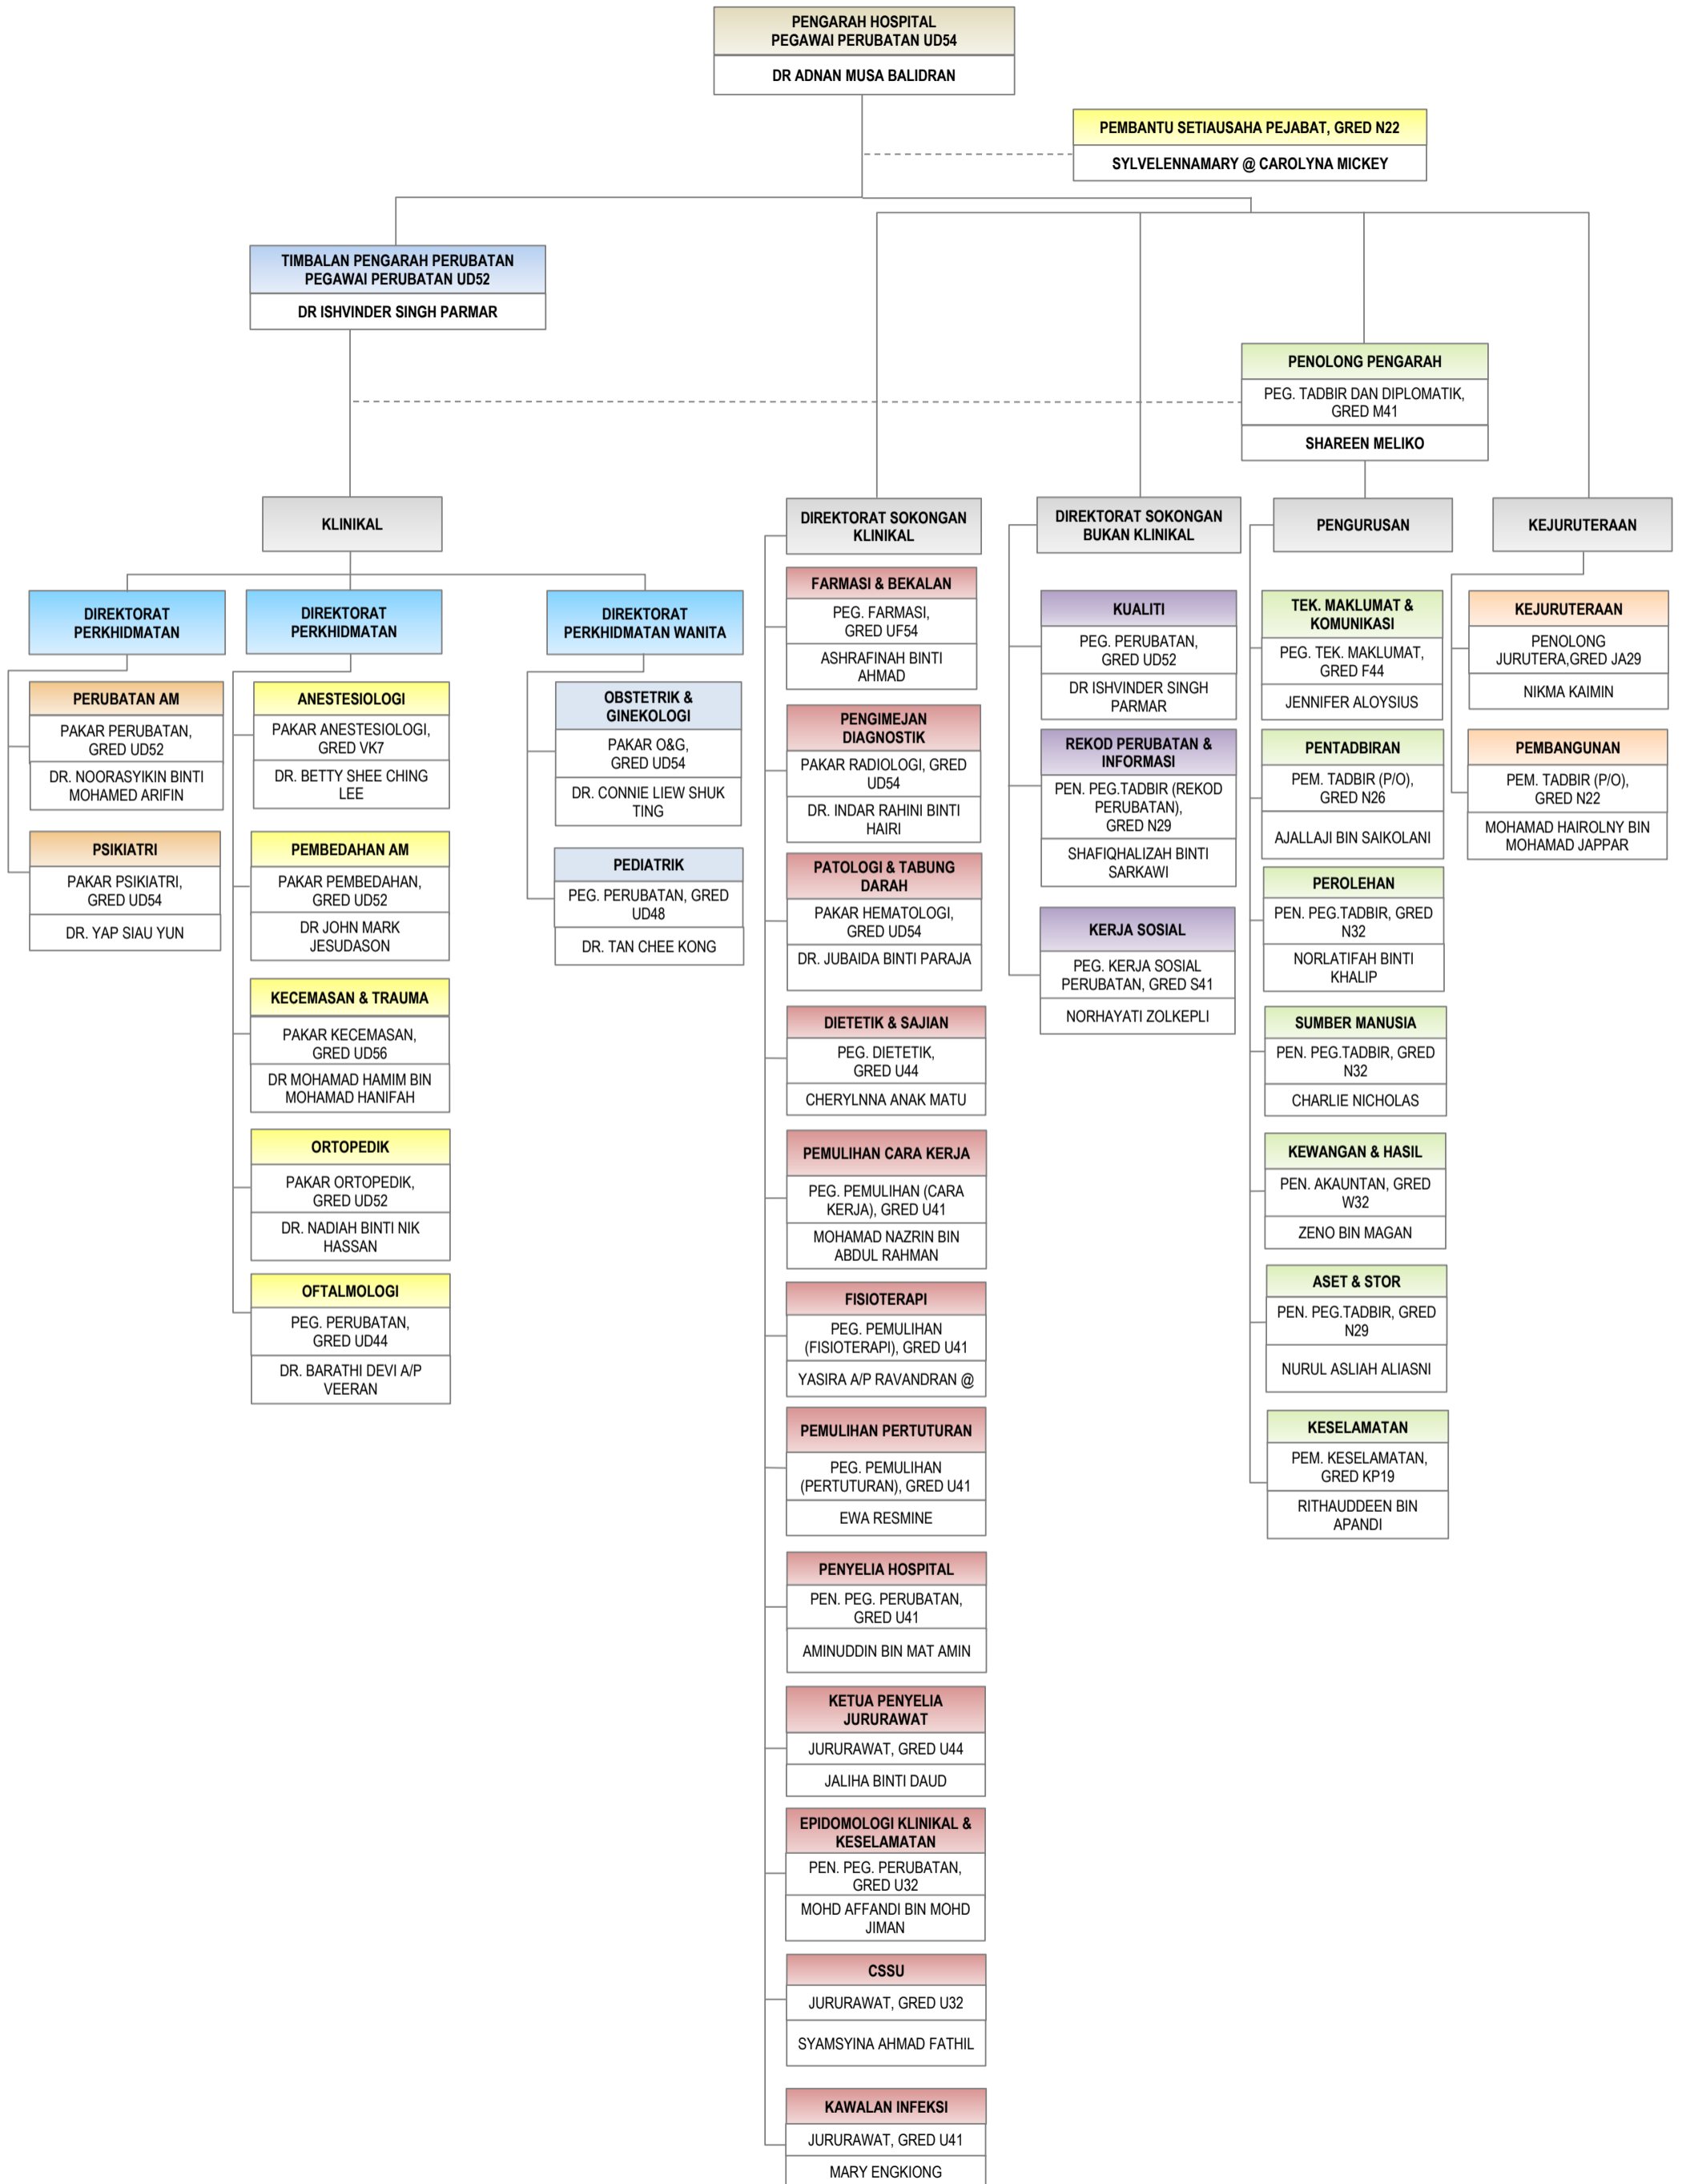 PENGARAH HOSPITAL
PEGAWAI PERUBATAN UD54
DR ADNAN MUSA BALIDRAN
PEMBANTU SETIAUSAHA PEJABAT, GRED N22
SYLVELENNAMARY @ CAROLYNA MICKEY
TIMBALAN PENGARAH PERUBATAN
PEGAWAI PERUBATAN UD52
DR ISHVINDER SINGH PARMAR
PENOLONG PENGARAH
PEG. TADBIR DAN DIPLOMATIK,
GRED M41
SHAREEN MELIKO
KLINIKAL
DIREKTORAT
PERKHIDMATAN
PERUBATAN AM
PAKAR PERUBATAN,
GRED UD52
DR. NOORASYIKIN BINTI
MOHAMED ARIFIN
PSIKIATRI
PAKAR PSIKIATRI,
GRED UD54
DR. YAP SIAU YUN
DIREKTORAT
PERKHIDMATAN
ANESTESIOLOGI
PAKAR ANESTESIOLOGI,
GRED VK7
DR. BETTY SHEE CHING
LEE
PEMBEDAHAN AM
PAKAR PEMBEDAHAN,
GRED UD52
DR JOHN MARK
JESUDASON
KECEMASAN & TRAUMA
PAKAR KECEMASAN,
GRED UD56
DR MOHAMAD HAMIM BIN
MOHAMAD HANIFAH
ORTOPEDIK
PAKAR ORTOPEDIK,
GRED UD52
DR. NADIAH BINTI NIK
HASSAN
OFTALMOLOGI
PEG. PERUBATAN,
GRED UD44
DR. BARATHI DEVI A/P
VEERAN
DIREKTORAT
PERKHIDMATAN WANITA
OBSTETRIK &
GINEKOLOGI
PAKAR O&G,
GRED UD54
DR. CONNIE LIEW SHUK
TING
PEDIATRIK
PEG. PERUBATAN, GRED
UD48
DR. TAN CHEE KONG
DIREKTORAT SOKONGAN
KLINIKAL
FARMASI & BEKALAN
PEG. FARMASI,
GRED UF54
ASHRAFINAH BINTI
AHMAD
PENGIMEJAN
DIAGNOSTIK
PAKAR RADIOLOGI, GRED
UD54
DR. INDAR RAHINI BINTI
HAIRI
PATOLOGI & TABUNG
DARAH
PAKAR HEMATOLOGI,
GRED UD54
DR. JUBAIDA BINTI PARAJA
DIETETIK & SAJIAN
PEG. DIETETIK,
GRED U44
CHERYLNNA ANAK MATU
PEMULIHAN CARA KERJA
PEG. PEMULIHAN (CARA
KERJA), GRED U41
MOHAMAD NAZRIN BIN
ABDUL RAHMAN
FISIOTERAPI
PEG. PEMULIHAN
(FISIOTERAPI), GRED U41
YASIRA A/P RAVANDRAN @
PEMULIHAN PERTUTURAN
PEG. PEMULIHAN
(PERTUTURAN), GRED U41
EWA RESMINE
PENYELIA HOSPITAL
PEN. PEG. PERUBATAN,
GRED U41
AMINUDDIN BIN MAT AMIN
KETUA PENYELIA
JURURAWAT
JURURAWAT, GRED U44
JALIHA BINTI DAUD
EPIDOMOLOGI KLINIKAL &
KESELAMATAN
PEN. PEG. PERUBATAN,
GRED U32
MOHD AFFANDI BIN MOHD
JIMAN
CSSU
JURURAWAT, GRED U32
SYAMSYINA AHMAD FATHIL
KAWALAN INFEKSI
JURURAWAT, GRED U41
MARY ENGKIONG
DIREKTORAT SOKONGAN
BUKAN KLINIKAL
KUALITI
PEG. PERUBATAN,
GRED UD52
DR ISHVINDER SINGH
PARMAR
REKOD PERUBATAN &
INFORMASI
PEN. PEG.TADBIR (REKOD
PERUBATAN),
GRED N29
SHAFIQHALIZAH BINTI
SARKAWI
KERJA SOSIAL
PEG. KERJA SOSIAL
PERUBATAN, GRED S41
NORHAYATI ZOLKEPLI
PENGURUSAN
TEK. MAKLUMAT &
KOMUNIKASI
PEG. TEK. MAKLUMAT,
GRED F44
JENNIFER ALOYSIUS
PENTADBIRAN
PEM. TADBIR (P/O),
GRED N26
AJALLAJI BIN SAIKOLANI
PEROLEHAN
PEN. PEG.TADBIR, GRED
N32
NORLATIFAH BINTI
KHALIP
SUMBER MANUSIA
PEN. PEG.TADBIR, GRED
N32
CHARLIE NICHOLAS
KEWANGAN & HASIL
PEN. AKAUNTAN, GRED
W32
ZENO BIN MAGAN
ASET & STOR
PEN. PEG.TADBIR, GRED
N29
NURUL ASLIAH ALIASNI
KESELAMATAN
PEM. KESELAMATAN,
GRED KP19
RITHAUDDEEN BIN
APANDI
KEJURUTERAAN
KEJURUTERAAN
PENOLONG
JURUTERA,GRED JA29
NIKMA KAIMIN
PEMBANGUNAN
PEM. TADBIR (P/O),
GRED N22
MOHAMAD HAIROLNY BIN
MOHAMAD JAPPAR